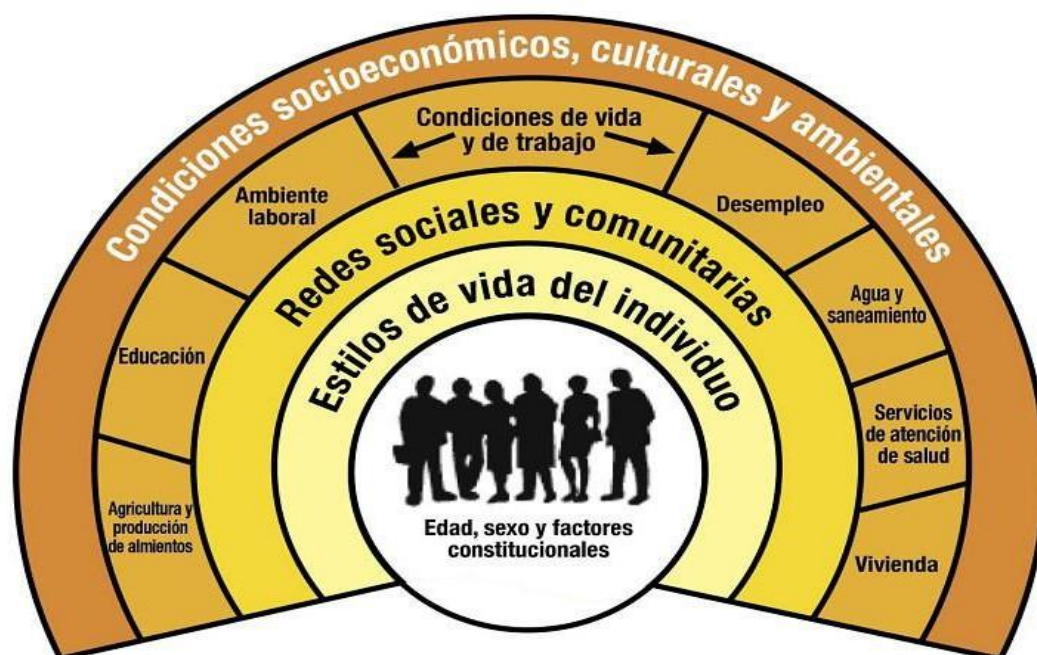 Condiciones socioeconómicos, culturales y ambientales
Condiciones de vida
y de trabajo
Ambiente
laboral
Desempleo
Redes sociales y comunitarias
Agua y
saneamiento
Educación
Estilos de vida del individuo
Servicios
de atención
de salud
Agricultura y
producción
de almientos
Edad, sexo y factores
constitucionales
Vivienda